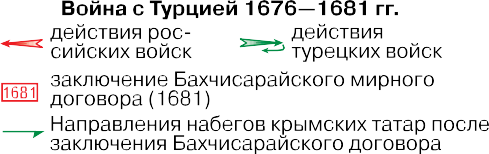 Война с Турцией 1676—1681 гг.
действия рос-
сийских войск
действия
турецких войск
1681
заключение Бахчисарайского мирного
договора (1681)
Направления набегов крымских татар после
заключения Бахчисарайского договора